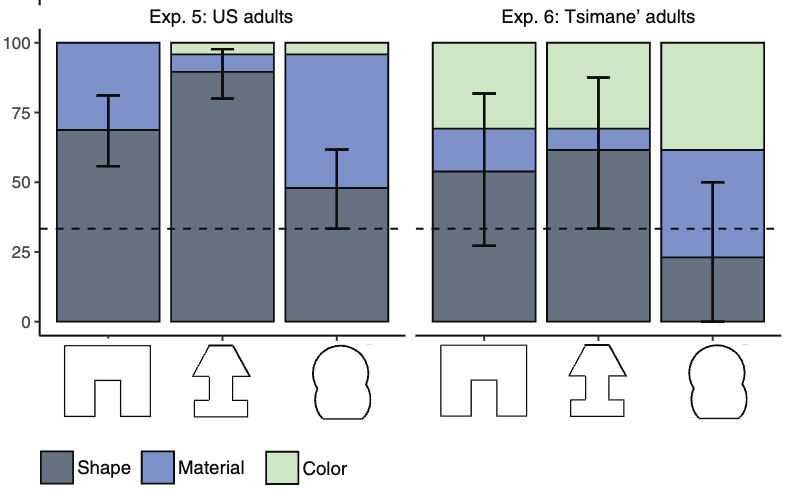 Exp. 5: US adults
Exp. 6: Tsimane’ adults
100
75
50
25
0
Shape
Material
Color